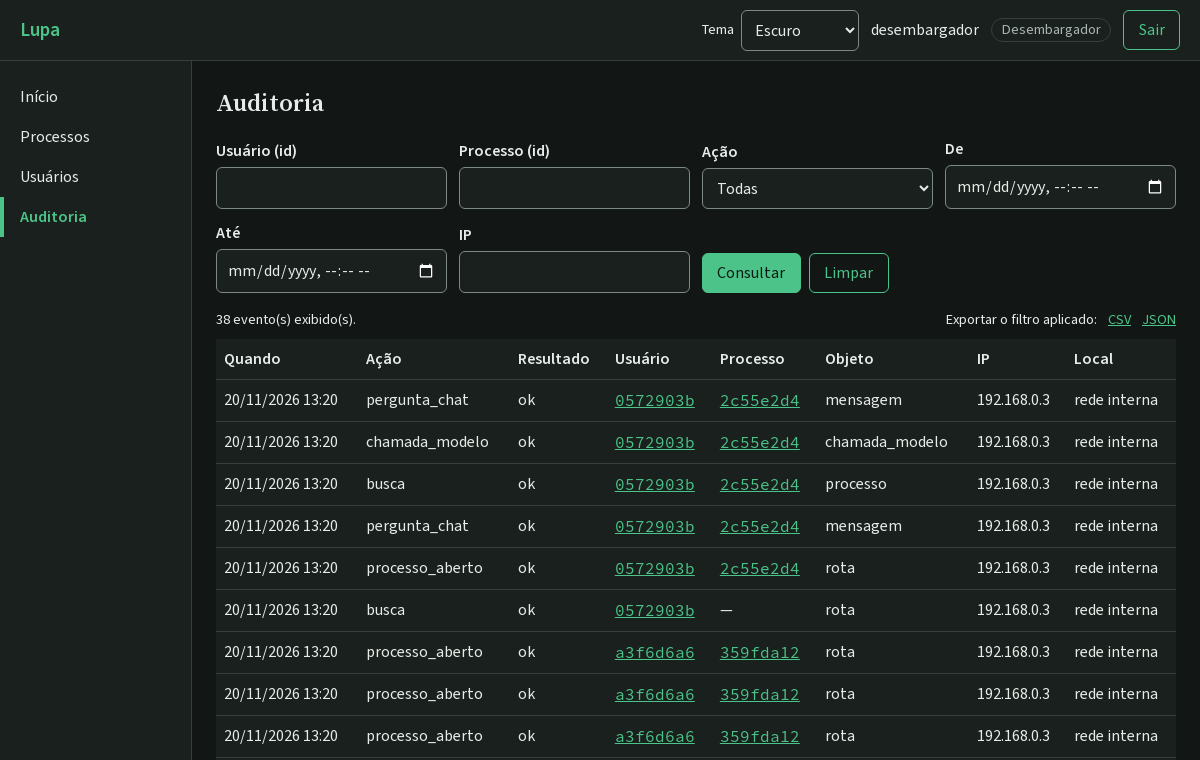 Lupa
Tema Escuro desembargador Desembargador Sair
Início
Processos
Usuários
Auditoria
Auditoria
Usuário (id) Processo (id) Ação De
Todas mm/dd/yyyy, --:-- --
Até IP
mm/dd/yyyy, --:-- -- Consultar Limpar
38 evento(s) exibido(s). Exportar o filtro aplicado: CSV JSON
Quando Ação Resultado Usuário Processo Objeto IP Local
20/11/2026 13:20 pergunta_chat ok 0572903b 2c55e2d4 mensagem 192.168.0.3 rede interna
20/11/2026 13:20 chamada_modelo ok 0572903b 2c55e2d4 chamada_modelo 192.168.0.3 rede interna
20/11/2026 13:20 busca ok 0572903b 2c55e2d4 processo 192.168.0.3 rede interna
20/11/2026 13:20 pergunta_chat ok 0572903b 2c55e2d4 mensagem 192.168.0.3 rede interna
20/11/2026 13:20 processo_aberto ok 0572903b 2c55e2d4 rota 192.168.0.3 rede interna
20/11/2026 13:20 busca ok 0572903b — rota 192.168.0.3 rede interna
20/11/2026 13:20 processo_aberto ok a3f6d6a6 359fda12 rota 192.168.0.3 rede interna
20/11/2026 13:20 processo_aberto ok a3f6d6a6 359fda12 rota 192.168.0.3 rede interna
20/11/2026 13:20 processo_aberto ok a3f6d6a6 359fda12 rota 192.168.0.3 rede interna